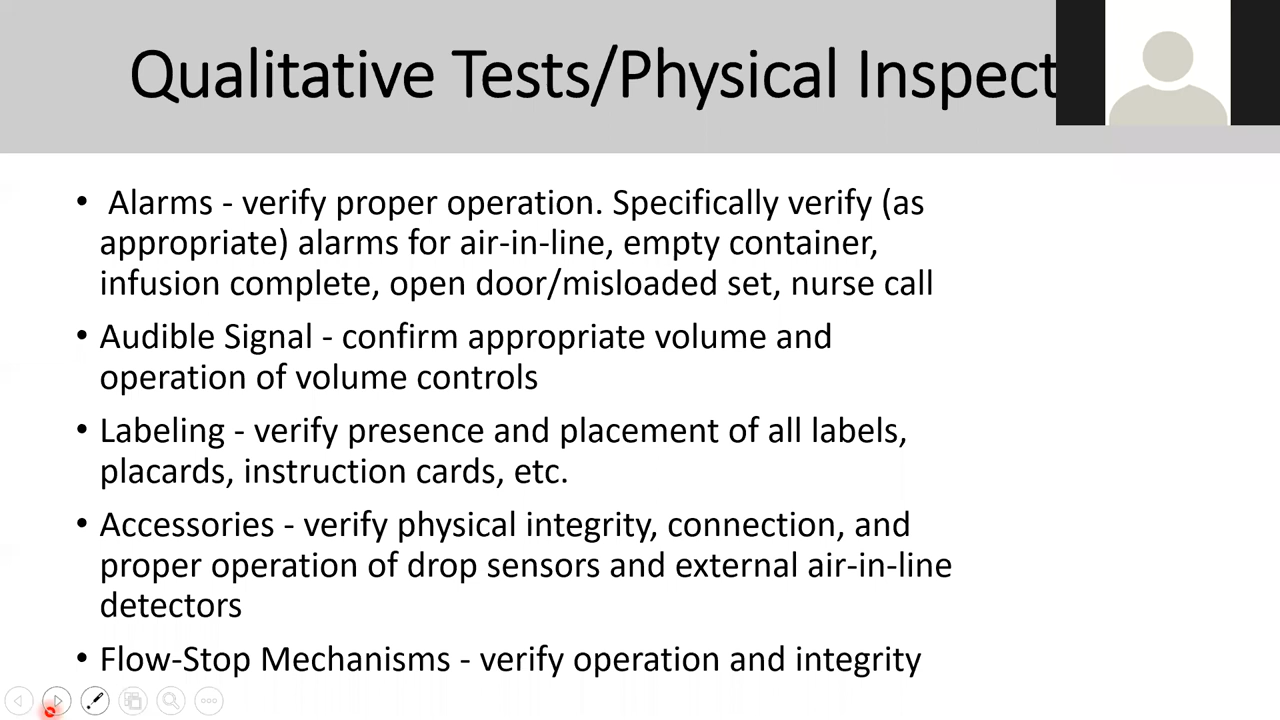 Qualitative Tests/Physical Inspect
• Alarms - verify proper operation. Specifically verify (as
appropriate) alarms for air-in-line, empty container,
infusion complete, open door/misloaded set, nurse call
• Audible Signal - confirm appropriate volume and
operation of volume controls
• Labeling - verify presence and placement of all labels,
placards, instruction cards, etc.
• Accessories - verify physical integrity, connection, and
proper operation of drop sensors and external air-in-line
detectors
• Flow-Stop Mechanisms - verify operation and integrity